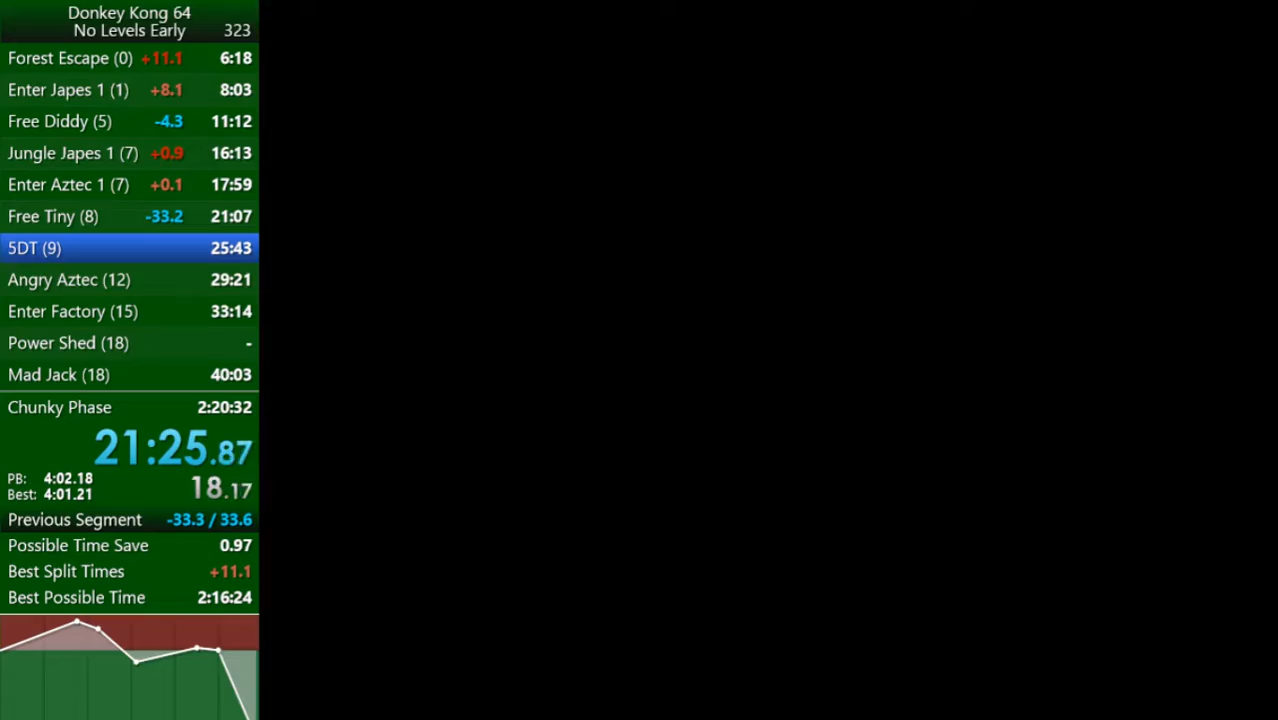 Donkey Kong 64
No Levels Early 323
Forest Escape (0) +11.1 6:18
Enter Japes 1 (1) +8.1 8:03
Free Diddy (5) -4.3 11:12
Jungle Japes 1 (7) +0.9 16:13
Enter Aztec 1 (7) +0.1 17:59
Free Tiny (8) -33.2 21:07
5DT (9) 25:43
Angry Aztec (12) 29:21
Enter Factory (15) 33:14
Power Shed (18) -
Mad Jack (18) 40:03
Chunky Phase 2:20:32
21:25.87
PB: 4:02.18
Best: 4:01.21 18.17
Previous Segment -33.3 / 33.6
Possible Time Save 0.97
Best Split Times +11.1
Best Possible Time 2:16:24